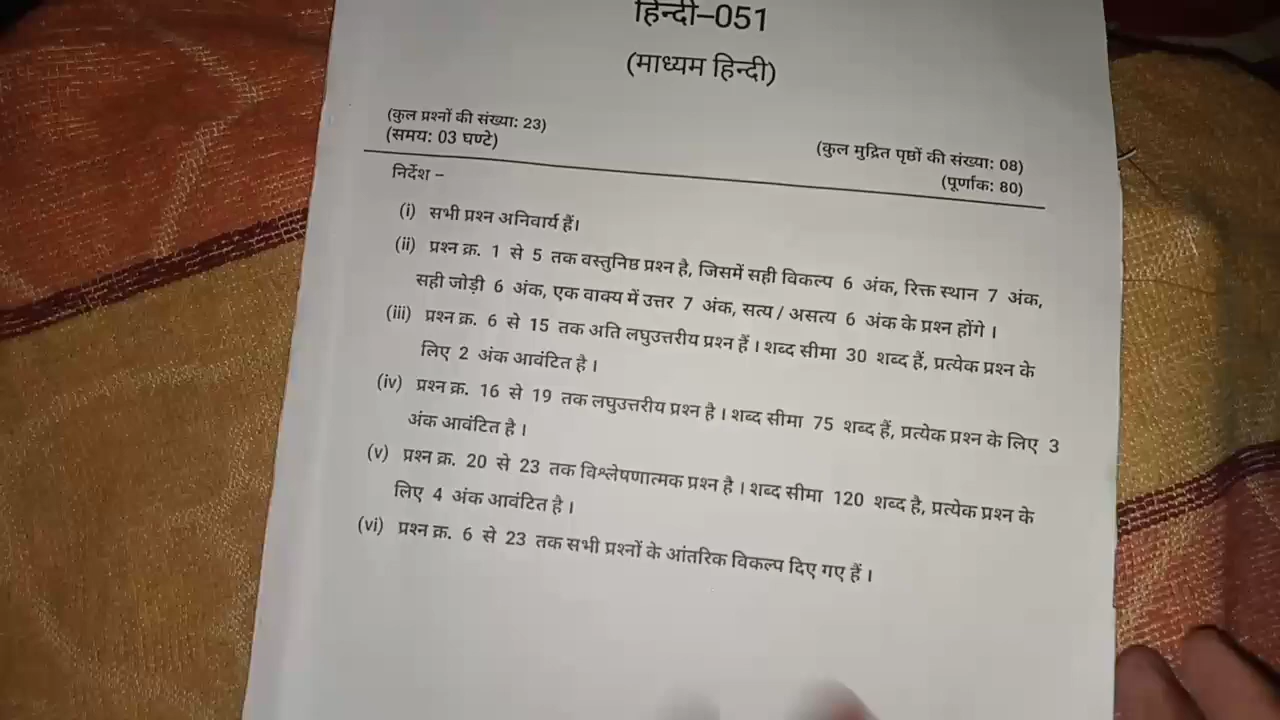 हिन्दी–051
(माध्यम हिन्दी)
(कुल प्रश्नों की संख्या: 23)
(समय: 03 घण्टे)
(कुल मुद्रित पृष्ठों की संख्या: 08)
(पूर्णांक: 80)
निर्देश –
(i) सभी प्रश्न अनिवार्य हैं।
(ii) प्रश्न क्र. 1 से 5 तक वस्तुनिष्ठ प्रश्न है, जिसमें सही विकल्प 6 अंक, रिक्त स्थान 7 अंक,
सही जोड़ी 6 अंक, एक वाक्य में उत्तर 7 अंक, सत्य / असत्य 6 अंक के प्रश्न होंगे ।
(iii) प्रश्न क्र. 6 से 15 तक अति लघुउत्तरीय प्रश्न हैं । शब्द सीमा 30 शब्द हैं, प्रत्येक प्रश्न के
लिए 2 अंक आवंटित है ।
(iv) प्रश्न क्र. 16 से 19 तक लघुउत्तरीय प्रश्न है । शब्द सीमा 75 शब्द हैं, प्रत्येक प्रश्न के लिए 3
अंक आवंटित है ।
(v) प्रश्न क्र. 20 से 23 तक विश्लेषणात्मक प्रश्न है । शब्द सीमा 120 शब्द है, प्रत्येक प्रश्न के
लिए 4 अंक आवंटित है ।
(vi) प्रश्न क्र. 6 से 23 तक सभी प्रश्नों के आंतरिक विकल्प दिए गए हैं ।